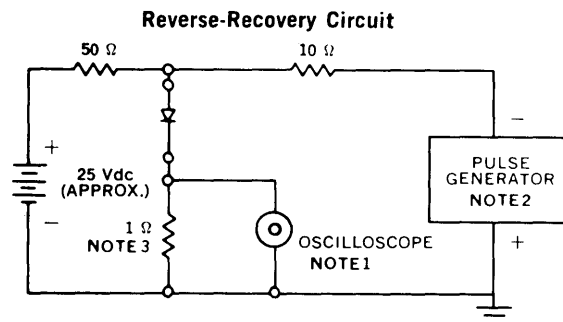 Reverse-Recovery Circuit
50 Ω
10 Ω
+
25 Vdc
(APPROX.)
−
1 Ω
NOTE 3
OSCILLOSCOPE
NOTE 1
−
PULSE
GENERATOR
NOTE 2
+